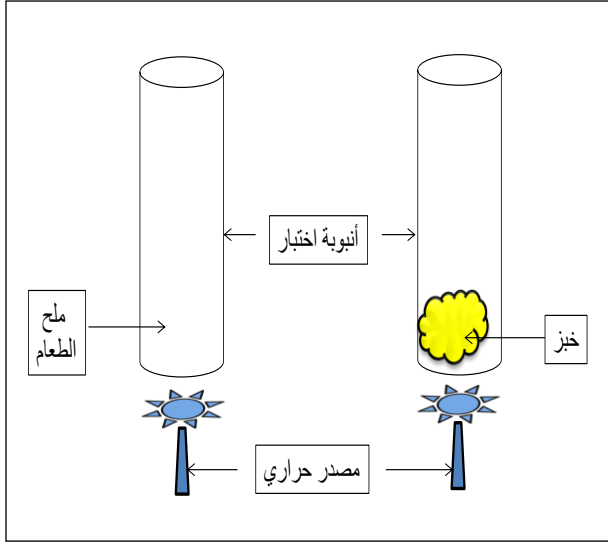 أنبوبة اختبار
ملح
الطعام
خبز
مصدر حراري